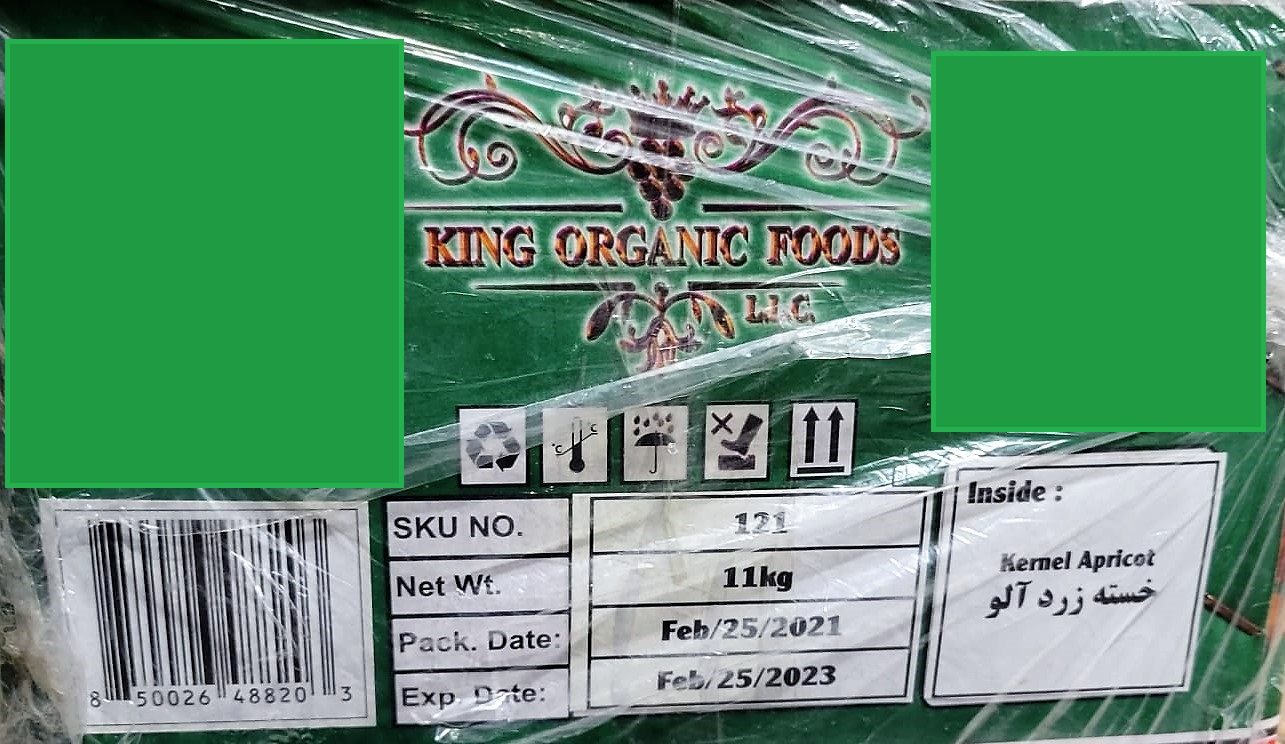 KING ORGANIC FOODS
L.L.C.
SKU NO. 121
Net Wt. 11kg
Pack. Date: Feb/25/2021
Exp. Date: Feb/25/2023
Inside :
Kernel Apricot
خسته زرد آلو
8 50026 48820 3